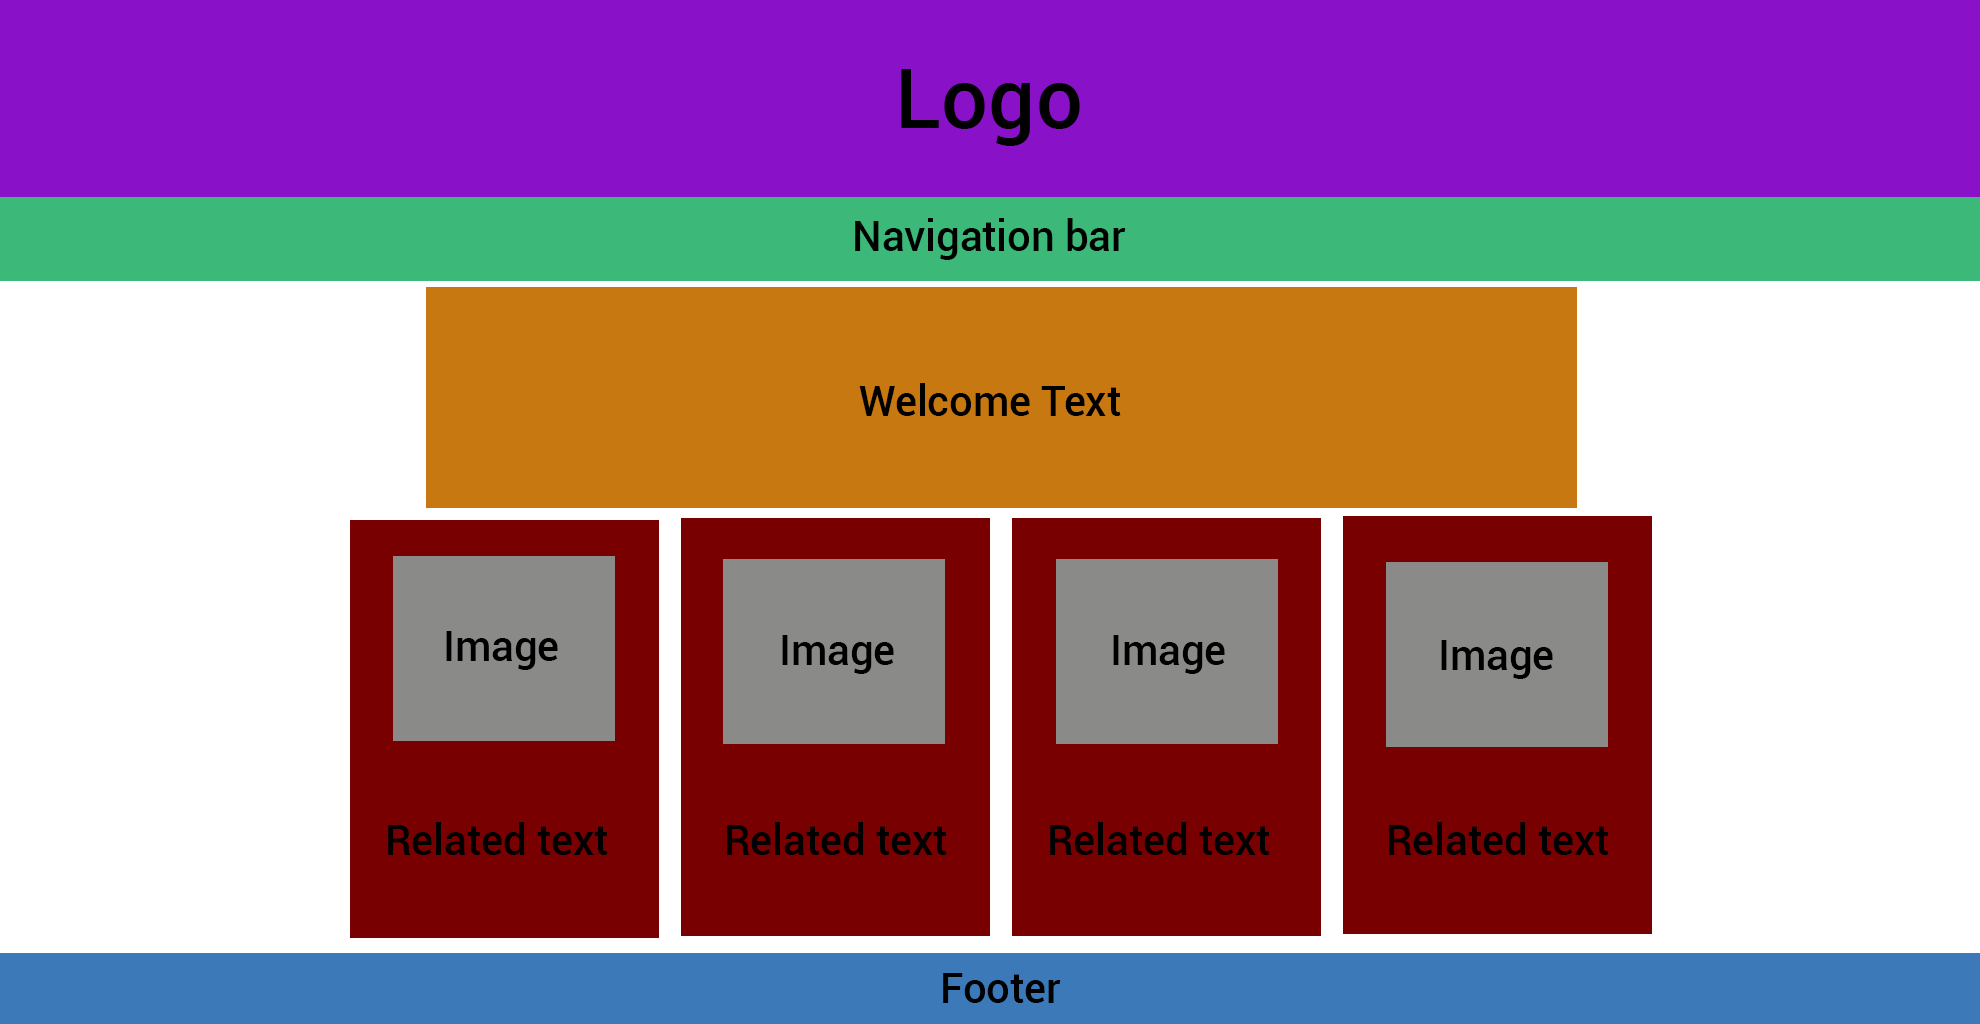 Logo
Navigation bar
Welcome Text
Image
Image
Image
Image
Related text
Related text
Related text
Related text
Footer